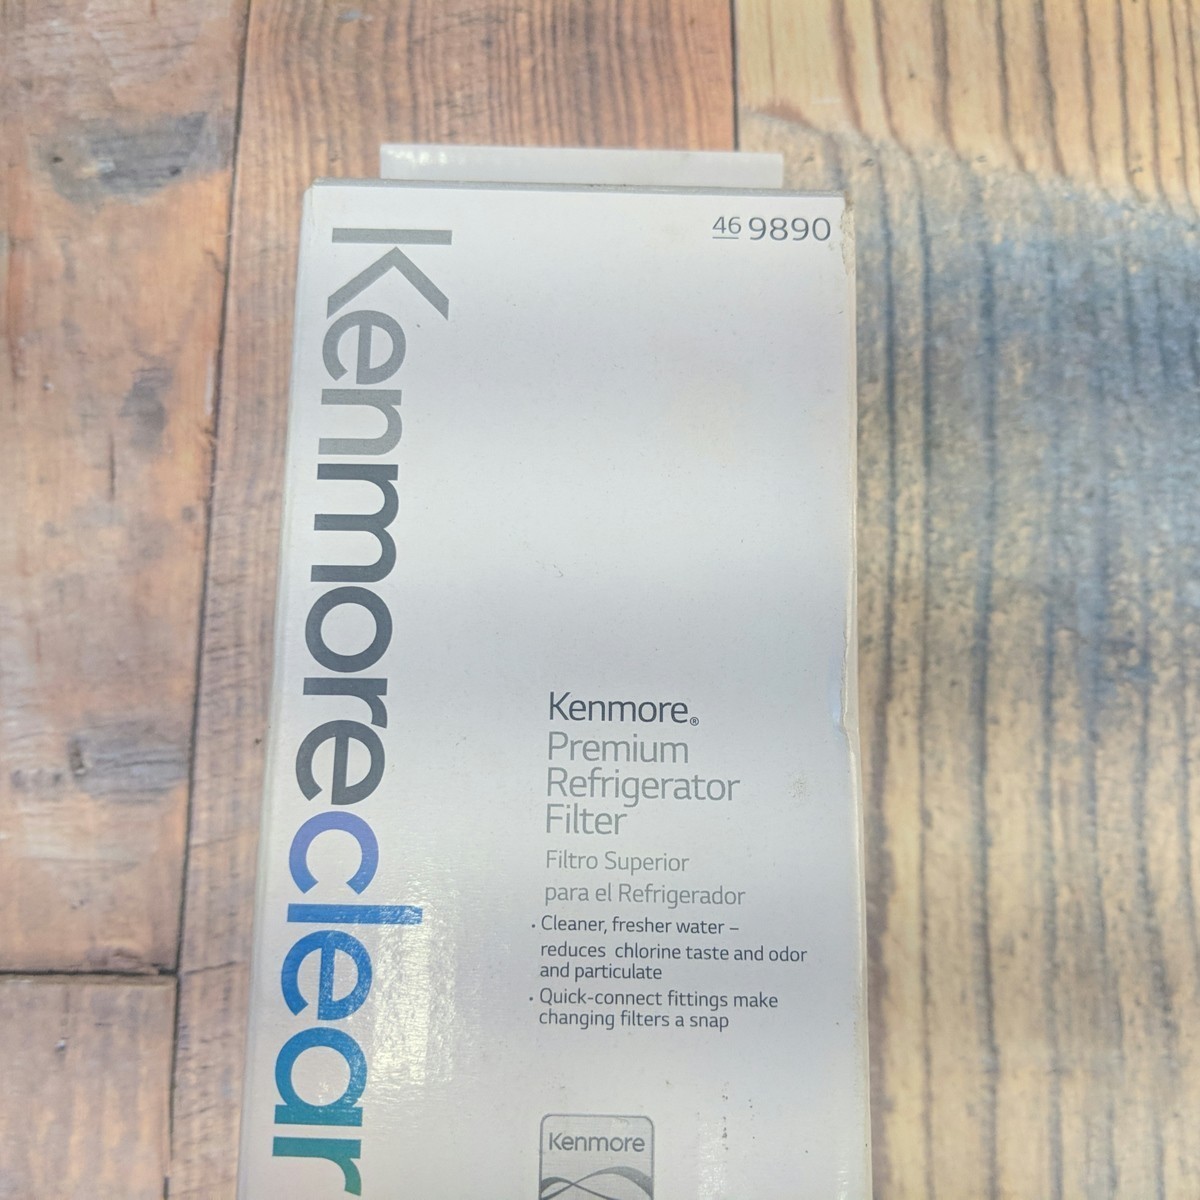 46 9890
Kenmoreclear
Kenmore®
Premium
Refrigerator
Filter
Filtro Superior
para el Refrigerador
· Cleaner, fresher water –
reduces chlorine taste and odor
and particulate
· Quick-connect fittings make
changing filters a snap
Kenmore